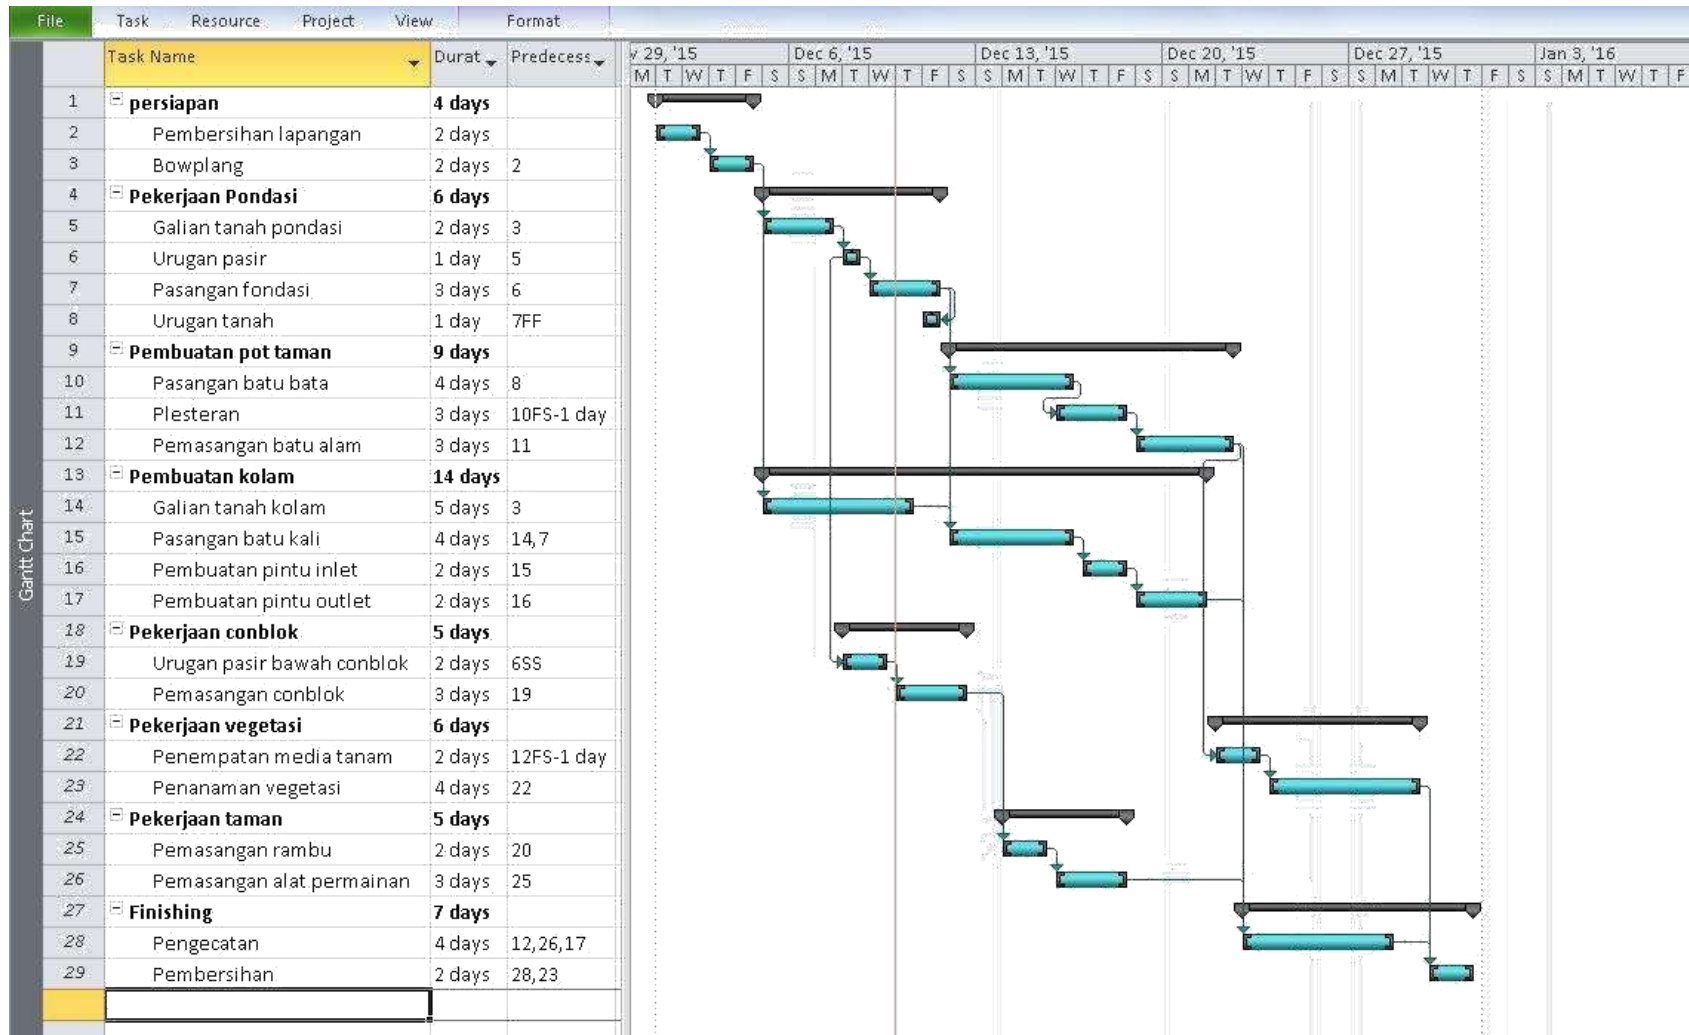 File Task Resource Project View Format
Task Name Durat Predecess v 29, '15 Dec 6, '15 Dec 13, '15 Dec 20, '15 Dec 27, '15 Jan 3, '16
M T W T F S S M T W T F S S M T W T F S S M T W T F S S M T W T F S S M T W T F
1 persiapan 4 days
2 Pembersihan lapangan 2 days
3 Bowplang 2 days 2
4 Pekerjaan Pondasi 6 days
5 Galian tanah pondasi 2 days 3
6 Urugan pasir 1 day 5
7 Pasangan fondasi 3 days 6
8 Urugan tanah 1 day 7FF
9 Pembuatan pot taman 9 days
10 Pasangan batu bata 4 days 8
11 Plesteran 3 days 10FS-1 day
12 Pemasangan batu alam 3 days 11
13 Pembuatan kolam 14 days
14 Galian tanah kolam 5 days 3
15 Pasangan batu kali 4 days 14,7
16 Pembuatan pintu inlet 2 days 15
17 Pembuatan pintu outlet 2 days 16
18 Pekerjaan conblok 5 days
19 Urugan pasir bawah conblok 2 days 6SS
20 Pemasangan conblok 3 days 19
21 Pekerjaan vegetasi 6 days
22 Penempatan media tanam 2 days 12FS-1 day
23 Penanaman vegetasi 4 days 22
24 Pekerjaan taman 5 days
25 Pemasangan rambu 2 days 20
26 Pemasangan alat permainan 3 days 25
27 Finishing 7 days
28 Pengecatan 4 days 12,26,17
29 Pembersihan 2 days 28,23
Gantt Chart